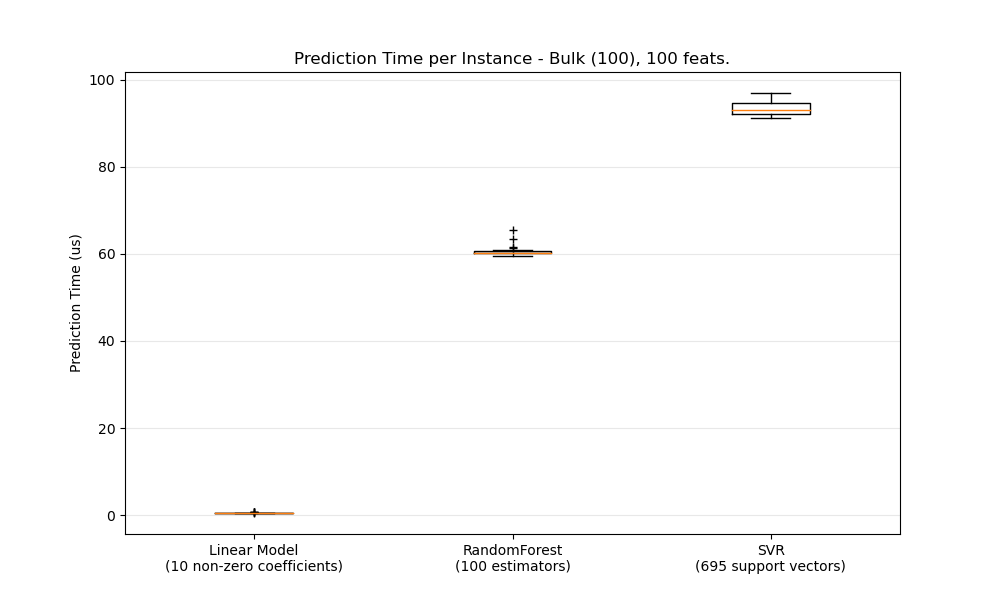 Prediction Time per Instance - Bulk (100), 100 feats.
100
80
60
40
20
0
Prediction Time (us)
Linear Model
(10 non-zero coefficients)
RandomForest
(100 estimators)
SVR
(695 support vectors)